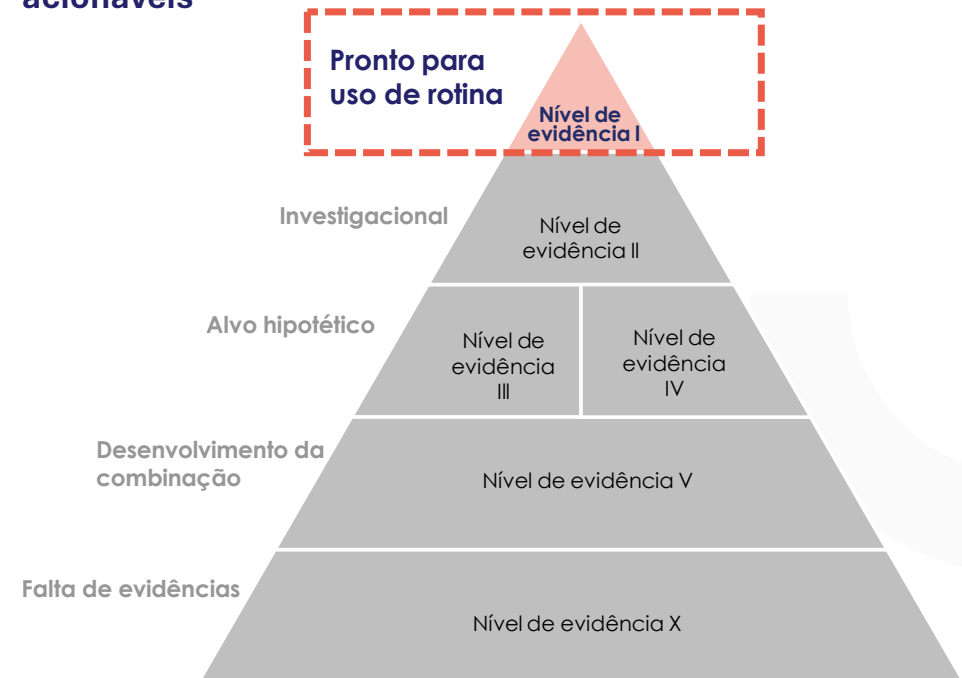 acionáveis
Pronto para
uso de rotina
Nível de
evidência I
Investigacional
Nível de
evidência II
Alvo hipotético
Nível de
evidência
III
Nível de
evidência
IV
Desenvolvimento da
combinação
Nível de evidência V
Falta de evidências
Nível de evidência X